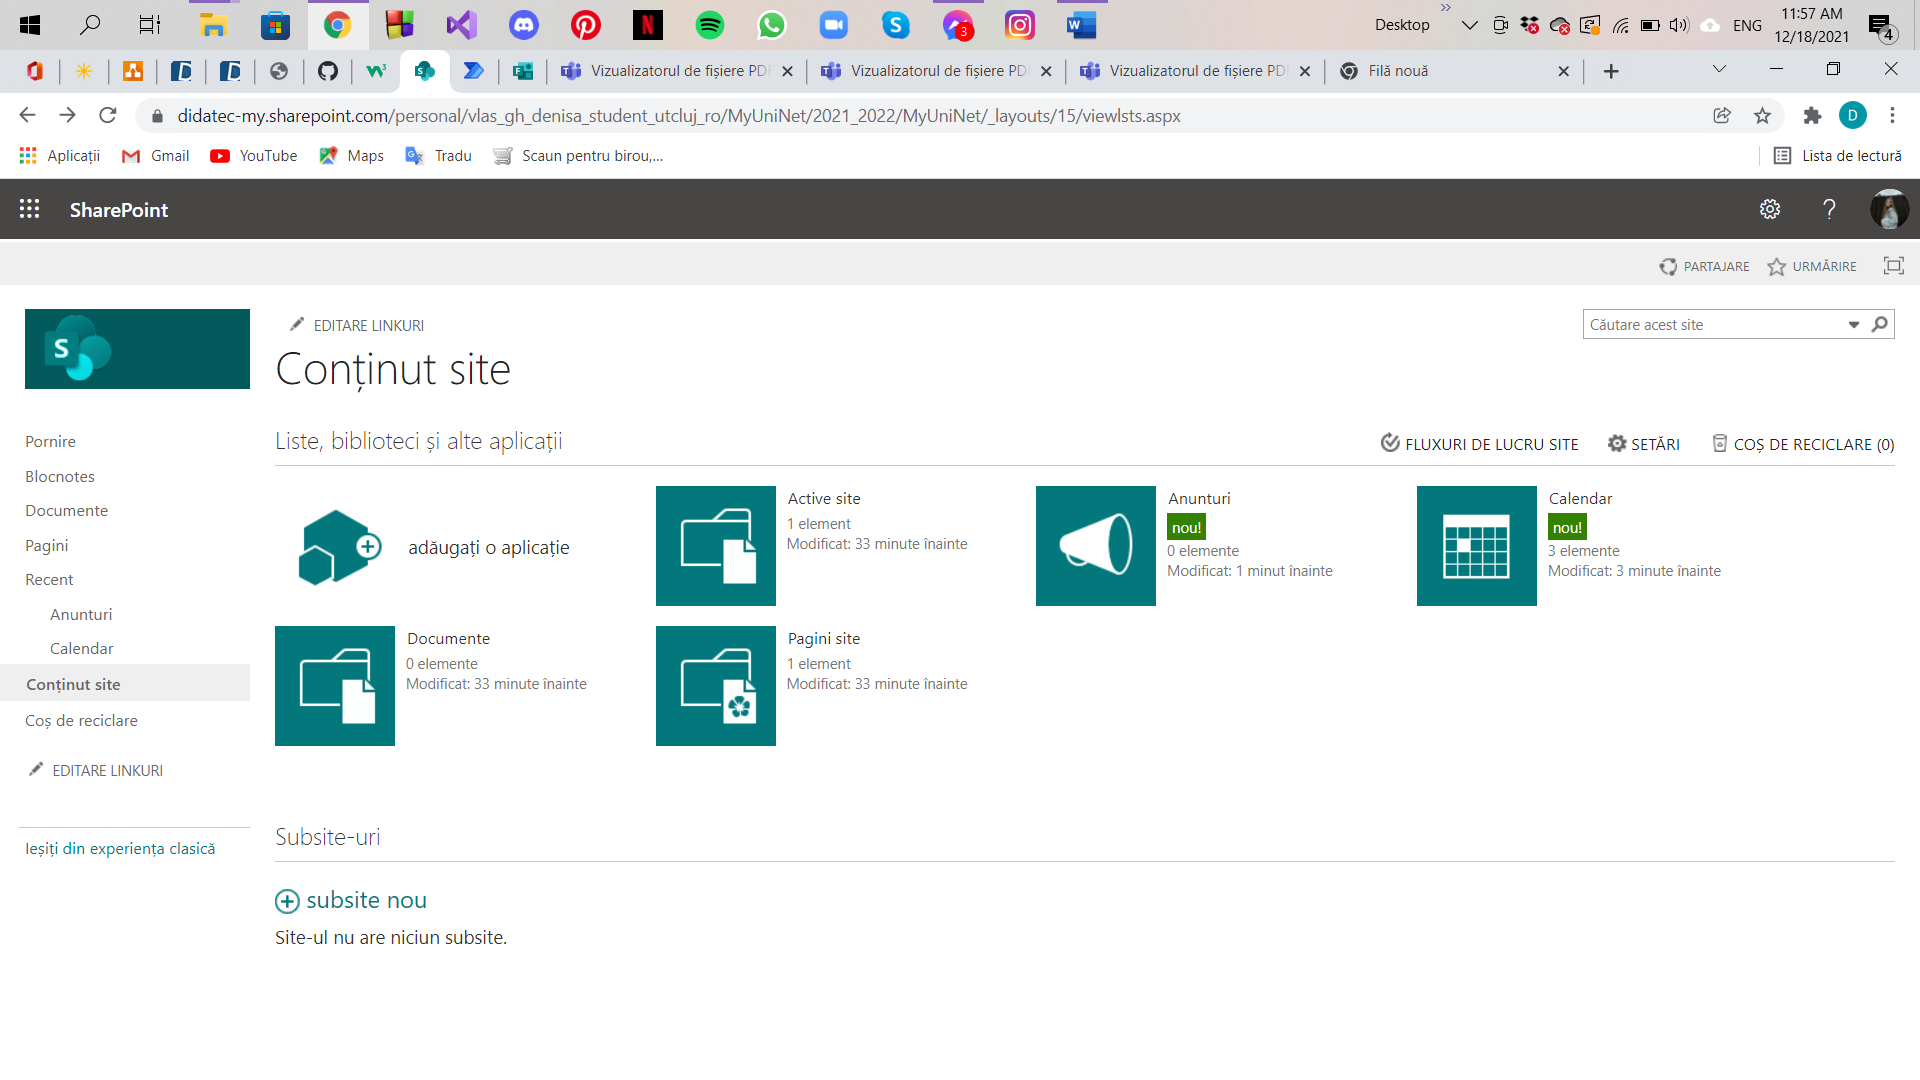 Desktop
ENG
11:57 AM
12/18/2021
4
3
Vizualizatorul de fișiere PD
Vizualizatorul de fișiere PD
Vizualizatorul de fișiere PD
Filă nouă
didatec-my.sharepoint.com/personal/vlas_gh_denisa_student_utcluj_ro/MyUniNet/2021_2022/MyUniNet/_layouts/15/viewlsts.aspx
D
Aplicații
Gmail
YouTube
Maps
Tradu
Scaun pentru birou,...
Lista de lectură
SharePoint
PARTAJARE
URMĂRIRE
S
EDITARE LINKURI
Căutare acest site
Conținut site
Pornire
Blocnotes
Documente
Pagini
Recent
Anunturi
Calendar
Conținut site
Coș de reciclare
EDITARE LINKURI
Ieșiți din experiența clasică
Liste, biblioteci și alte aplicații
FLUXURI DE LUCRU SITE
SETĂRI
COȘ DE RECICLARE (0)
adăugați o aplicație
Active site
1 element
Modificat: 33 minute înainte
Anunturi
nou!
0 elemente
Modificat: 1 minut înainte
Calendar
nou!
3 elemente
Modificat: 3 minute înainte
Documente
0 elemente
Modificat: 33 minute înainte
Pagini site
1 element
Modificat: 33 minute înainte
Subsite-uri
subsite nou
Site-ul nu are niciun subsite.